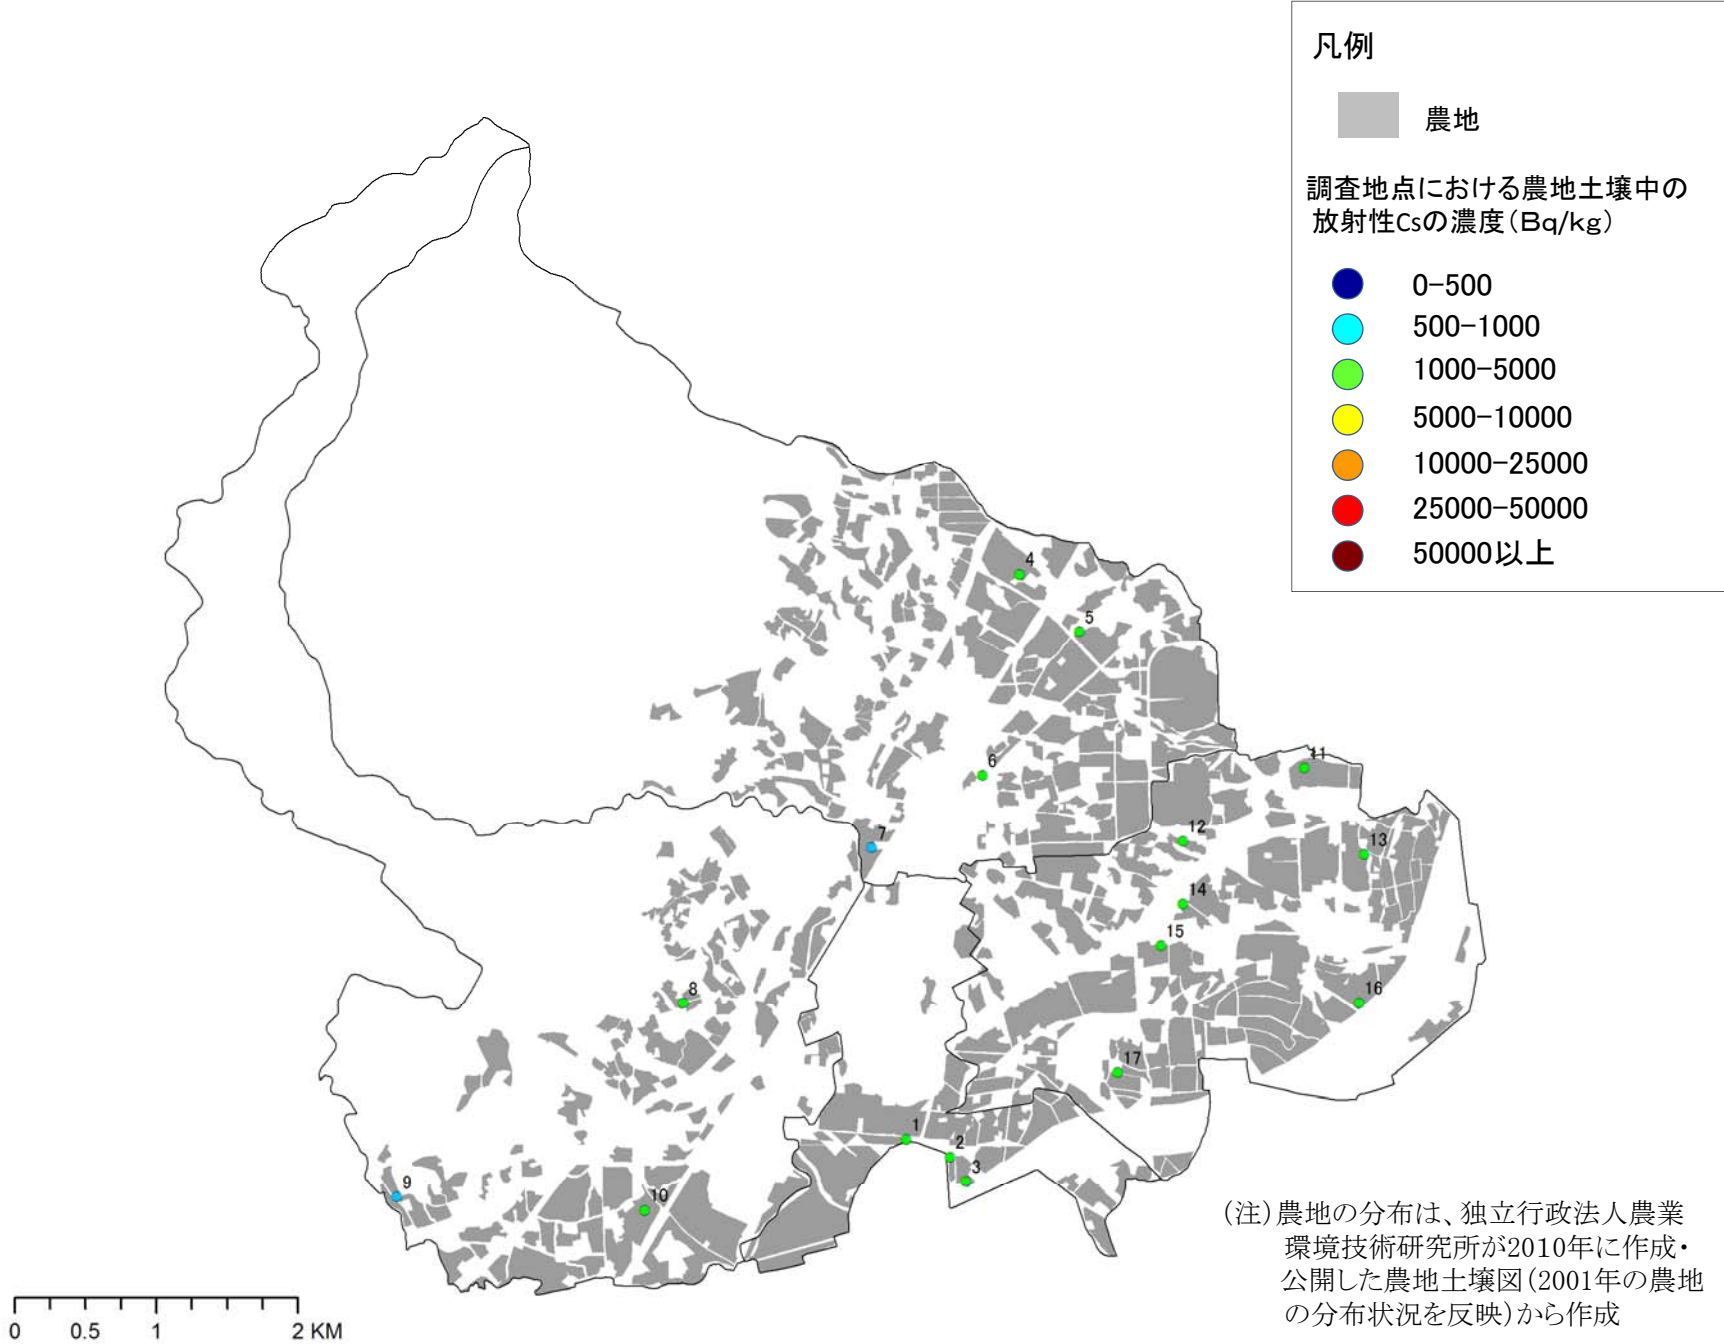 凡例
農地
調査地点における農地土壌中の
放射性Csの濃度(Bq/kg)
0-500
500-1000
1000-5000
5000-10000
10000-25000
25000-50000
50000以上
4
5
6
11
7
12
13
14
15
8
16
17
1
2
3
9
10
(注)農地の分布は、独立行政法人農業
環境技術研究所が2010年に作成・
公開した農地土壌図(2001年の農地
の分布状況を反映)から作成
0 0.5 1 2 KM